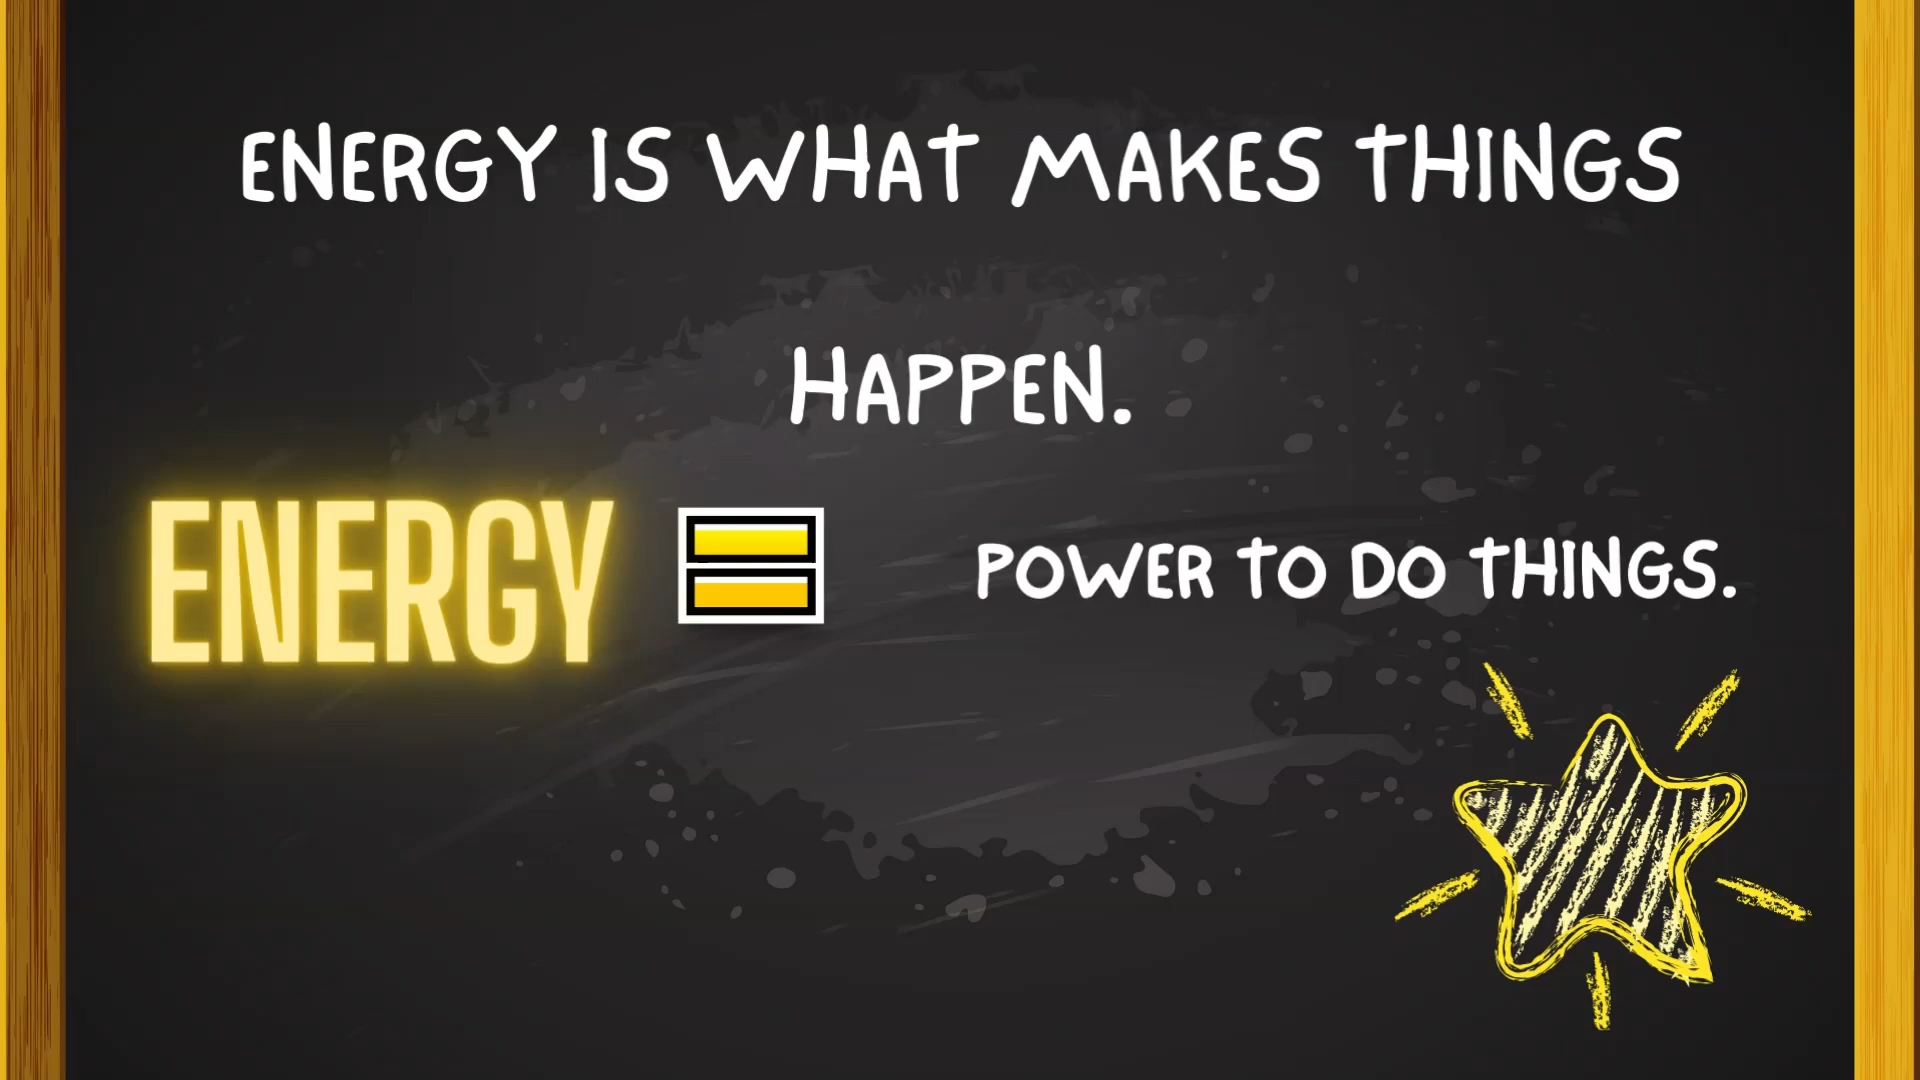 ENERGY IS WHAT MAKES THINGS
HAPPEN.
ENERGY = POWER TO DO THINGS.